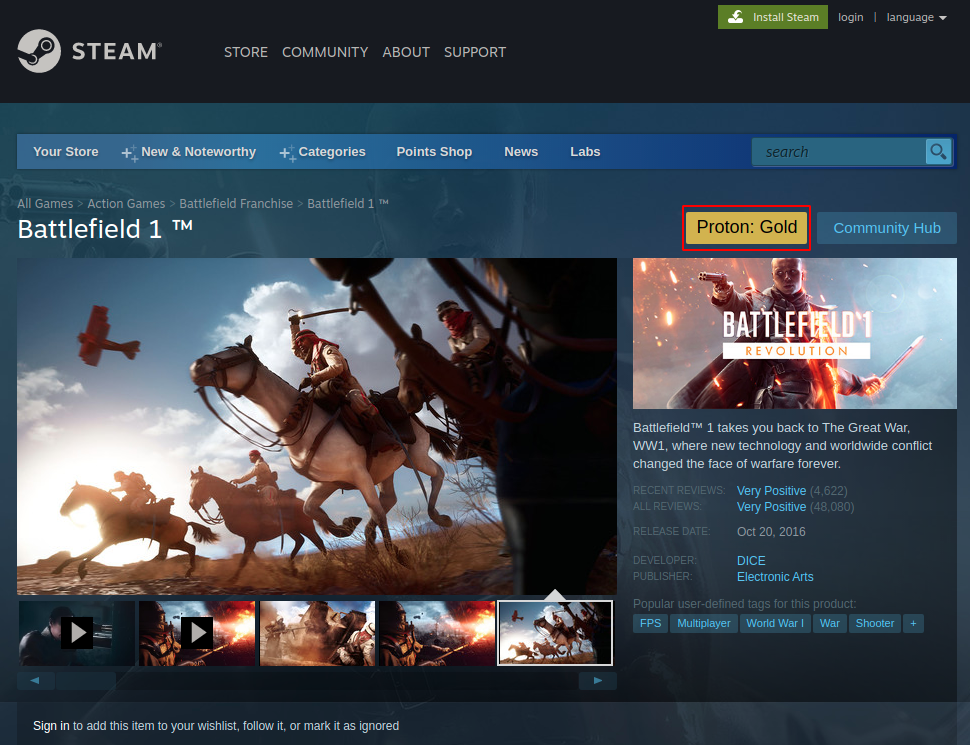 Install Steam login | language
STEAM®
STORE COMMUNITY ABOUT SUPPORT
Your Store New & Noteworthy Categories Points Shop News Labs search
All Games > Action Games > Battlefield Franchise > Battlefield 1 ™
Battlefield 1 ™
Proton: Gold Community Hub
BATTLEFIELD 1
REVOLUTION
Battlefield™ 1 takes you back to The Great War,
WW1, where new technology and worldwide conflict
changed the face of warfare forever.
RECENT REVIEWS: Very Positive (4,622)
ALL REVIEWS: Very Positive (48,080)
RELEASE DATE: Oct 20, 2016
DEVELOPER: DICE
PUBLISHER: Electronic Arts
Popular user-defined tags for this product:
FPS Multiplayer World War I War Shooter +
Sign in to add this item to your wishlist, follow it, or mark it as ignored